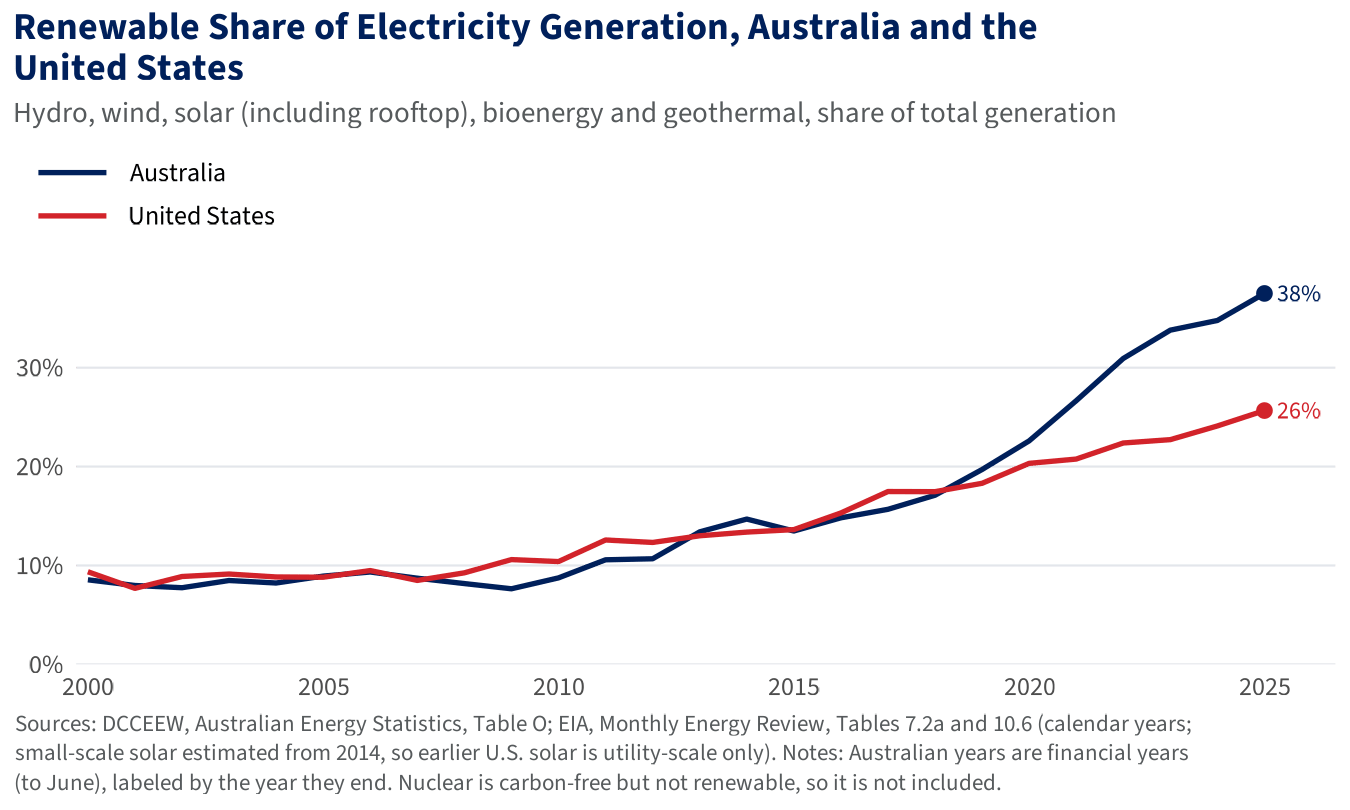 Renewable Share of Electricity Generation, Australia and the
United States
Hydro, wind, solar (including rooftop), bioenergy and geothermal, share of total generation
Australia
United States
38%
30%
26%
20%
10%
0%
2000 2005 2010 2015 2020 2025
Sources: DCCEEW, Australian Energy Statistics, Table O; EIA, Monthly Energy Review, Tables 7.2a and 10.6 (calendar years;
small-scale solar estimated from 2014, so earlier U.S. solar is utility-scale only). Notes: Australian years are financial years
(to June), labeled by the year they end. Nuclear is carbon-free but not renewable, so it is not included.